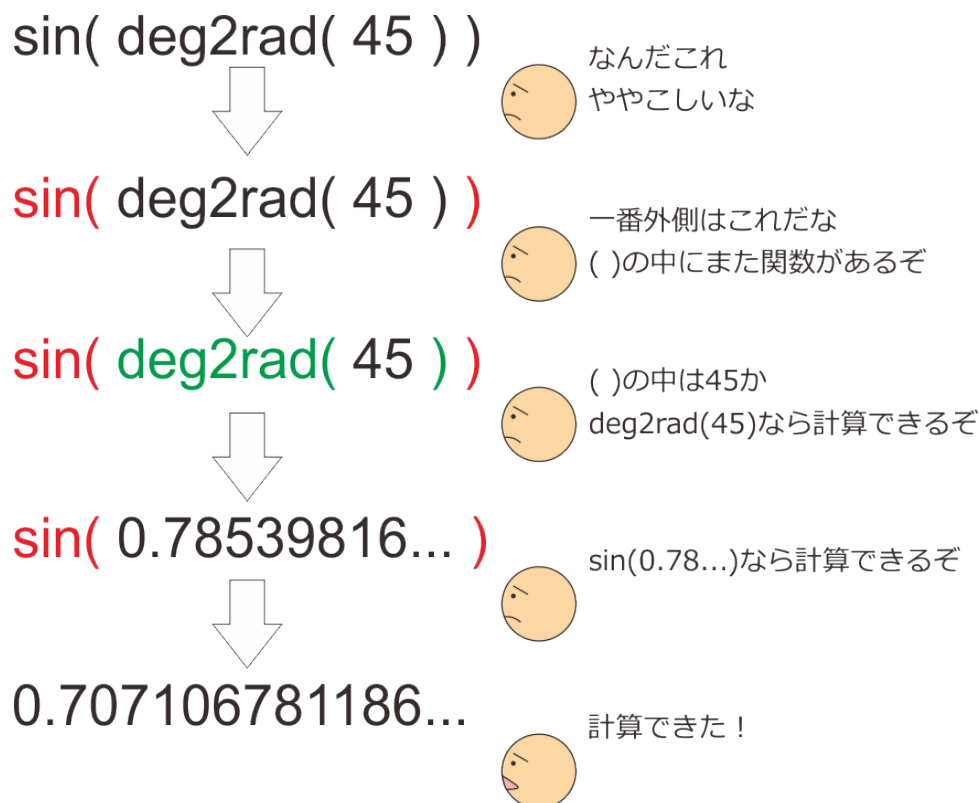 sin( deg2rad( 45 ) )
なんだこれ
ややこしいな
sin( deg2rad( 45 ) )
一番外側はこれだな
( )の中にまた関数があるぞ
sin( deg2rad( 45 ) )
( )の中は45か
deg2rad(45)なら計算できるぞ
sin( 0.78539816... )
sin(0.78...)なら計算できるぞ
0.707106781186...
計算できた！